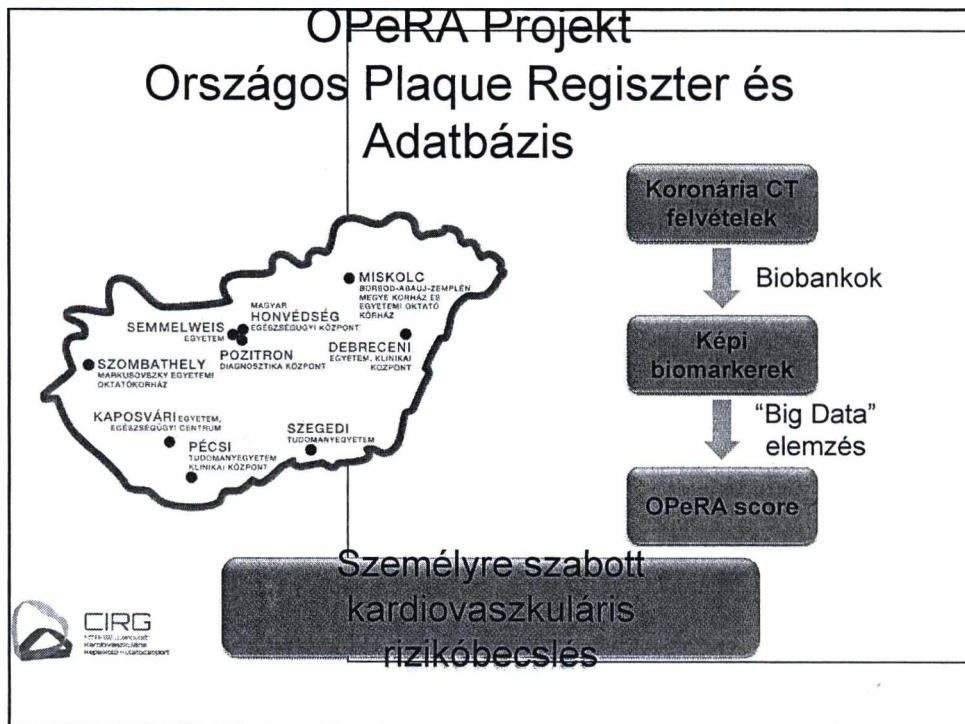 OPeRA Projekt
Országos Plaque Regiszter és
Adatbázis
MISKOLC
BORSOD-ABAUJ-ZEMPLÉN
MEGYE KÓRHÁZ ÉS
EGYETEMI OKTATÓ
KÓRHÁZ
MAGYAR
HONVÉDSÉG
EGÉSZSÉGÜGYI KÖZPONT
SEMMELWEIS
EGYETEM
POZITRON
DIAGNOSZTIKA KÖZPONT
DEBRECENI
EGYETEM, KLINIKAI
KÖZPONT
SZOMBATHELY
MARKUSOVSZKY EGYETEMI
OKTATÓKÓRHÁZ
KAPOSVÁRI EGYETEM,
EGÉSZSÉGÜGYI CENTRUM
PÉCSI
TUDOMÁNYEGYETEM
KLINIKAI KÖZPONT
SZEGEDI
TUDOMÁNYEGYETEM
Koronária CT
felvételek
Biobankok
Képi
biomarkerek
“Big Data”
elemzés
OPeRA score
Személyre szabott
kardiovaszkuláris
rizikóbecslés
CIRG
Kardiovaszkuláris